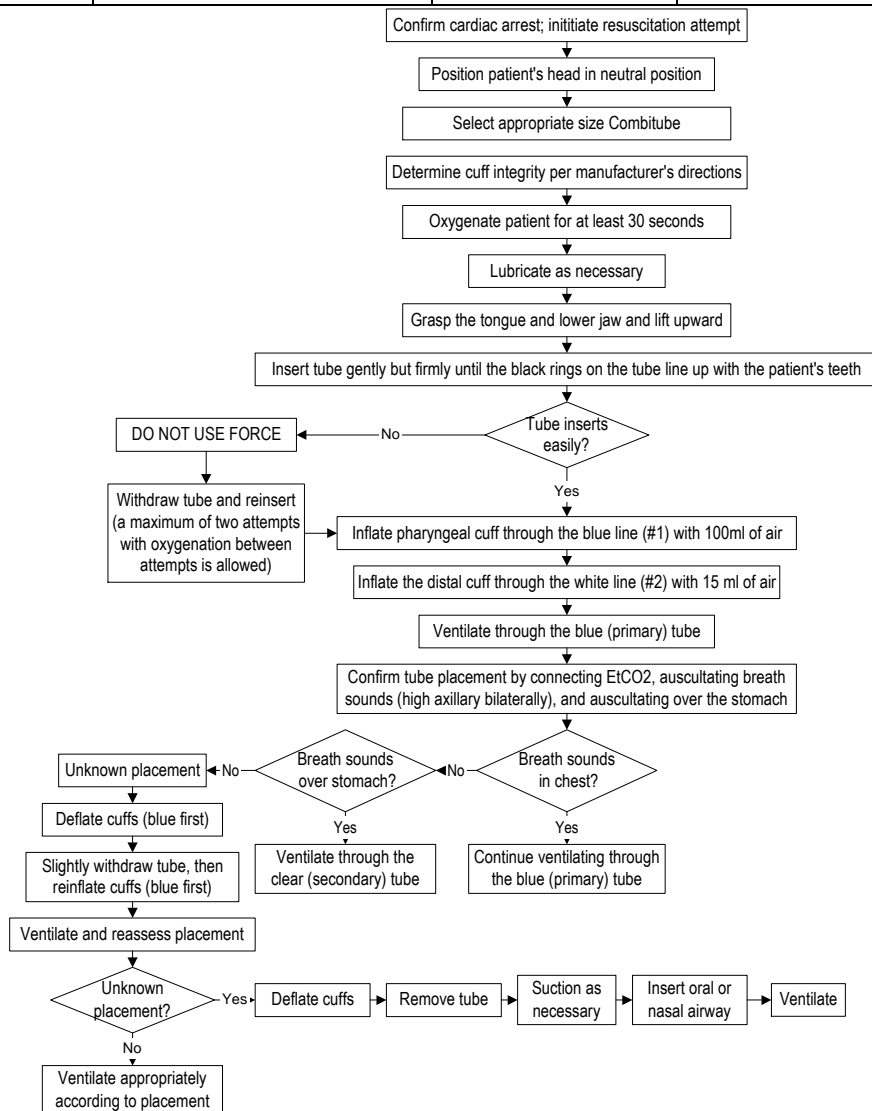 Confirm cardiac arrest; inititiate resuscitation attempt
Position patient's head in neutral position
Select appropriate size Combitube
Determine cuff integrity per manufacturer's directions
Oxygenate patient for at least 30 seconds
Lubricate as necessary
Grasp the tongue and lower jaw and lift upward
Insert tube gently but firmly until the black rings on the tube line up with the patient's teeth
Tube inserts
easily?
No
DO NOT USE FORCE
Withdraw tube and reinsert
(a maximum of two attempts
with oxygenation between
attempts is allowed)
Yes
Inflate pharyngeal cuff through the blue line (#1) with 100ml of air
Inflate the distal cuff through the white line (#2) with 15 ml of air
Ventilate through the blue (primary) tube
Confirm tube placement by connecting EtCO2, auscultating breath
sounds (high axillary bilaterally), and auscultating over the stomach
Breath sounds
in chest?
No
Breath sounds
over stomach?
No
Unknown placement
Yes
Continue ventilating through
the blue (primary) tube
Yes
Ventilate through the
clear (secondary) tube
Deflate cuffs (blue first)
Slightly withdraw tube, then
reinflate cuffs (blue first)
Ventilate and reassess placement
Unknown
placement?
Yes
Deflate cuffs
Remove tube
Suction as
necessary
Insert oral or
nasal airway
Ventilate
No
Ventilate appropriately
according to placement